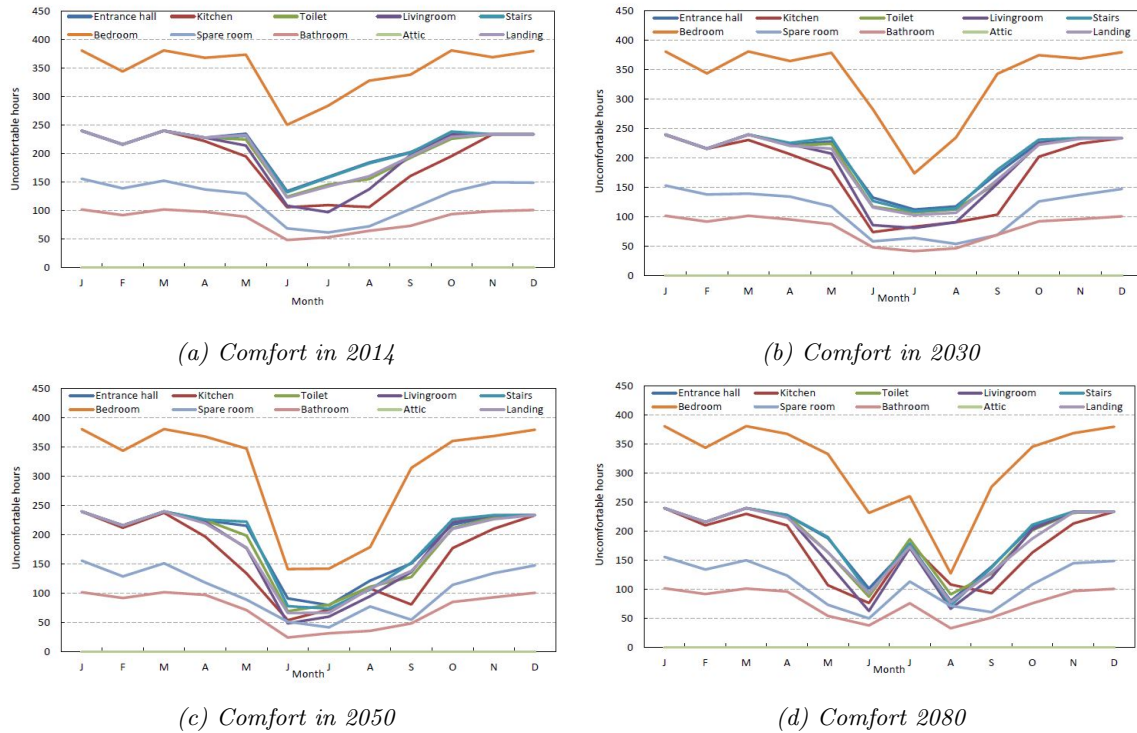 Entrance hall Kitchen Toilet Livingroom Stairs
Bedroom Spare room Bathroom Attic Landing
Uncomfortable hours
450
400
350
300
250
200
150
100
50
0
J F M A M J J A S O N D
Month
(a) Comfort in 2014
Entrance hall Kitchen Toilet Livingroom Stairs
Bedroom Spare room Bathroom Attic Landing
Uncomfortable hours
450
400
350
300
250
200
150
100
50
0
J F M A M J J A S O N D
Month
(b) Comfort in 2030
Entrance hall Kitchen Toilet Livingroom Stairs
Bedroom Spare room Bathroom Attic Landing
Uncomfortable hours
450
400
350
300
250
200
150
100
50
0
J F M A M J J A S O N D
Month
(c) Comfort in 2050
Entrance hall Kitchen Toilet Livingroom Stairs
Bedroom Spare room Bathroom Attic Landing
Uncomfortable hours
450
400
350
300
250
200
150
100
50
0
J F M A M J J A S O N D
Month
(d) Comfort 2080